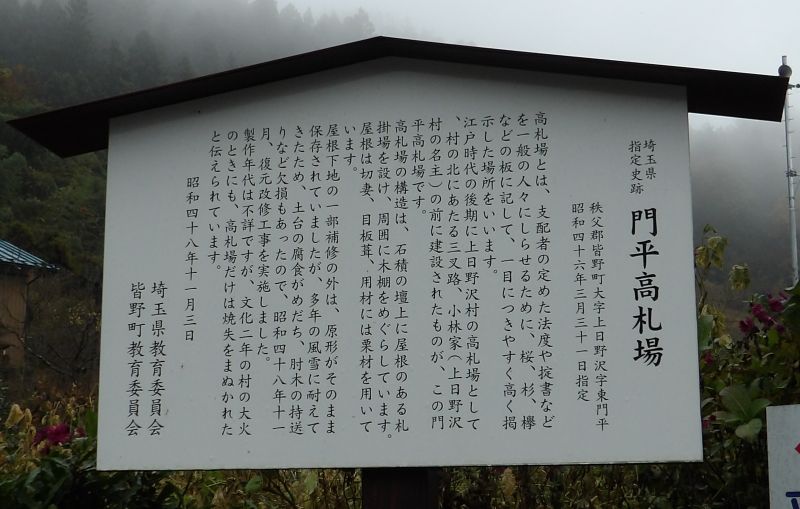 埼玉県
指定史跡
門平高札場
秩父郡皆野町大字上日野沢字東門平
昭和四十六年三月三十一日指定
高札場とは、支配者の定めた法度や掟書など
を一般の人々にしらせるために、桜、杉、欅
などの板に記して、一目につきやすく高く掲
示した場所をいいます。
江戸時代の後期に上日野沢村の高札場として
、村の北にあたる三叉路、小林家(上日野沢
村の名主)の前に建設されたものが、この門
平高札場です。
高札場の構造は、石積の壇上に屋根のある札
掛場を設け、周囲に木棚をめぐらしています。
屋根は切妻、目板葺、用材には栗材を用いて
います。
屋根下地の一部補修の外は、原形がそのまま
保存されていましたが、多年の風雪に耐えて
きたため、土台の腐食がめだち、肘木の持送
りなど欠損もあったので、昭和四十八年十一
月、復元改修工事を実施しました。
製作年代は不詳ですが、文化二年の村の大火
のときにも、高札場だけは焼失をまぬかれた
と伝えられています。
昭和四十八年十一月三日
埼玉県教育委員会
皆野町教育委員会